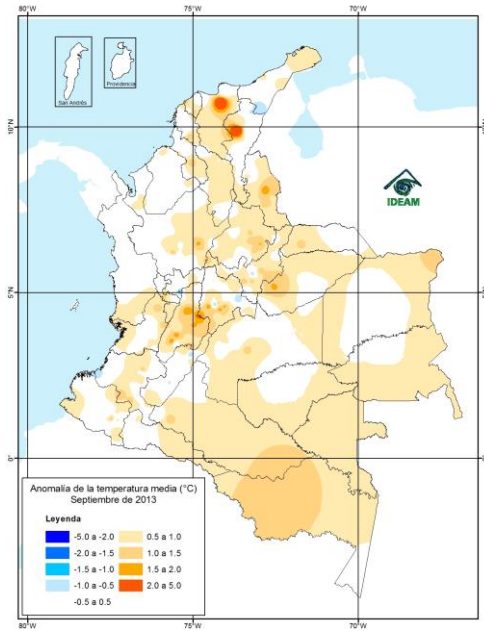 80°W 75°W 70°W
San Andrés
Providencia
10°N 10°N
IDEAM
5°N 5°N
0° 0°
Anomalía de la temperatura media (°C)
Septiembre de 2013
Leyenda
-5.0 a -2.0 0.5 a 1.0
-2.0 a -1.5 1.0 a 1.5
-1.5 a -1.0 1.5 a 2.0
-1.0 a -0.5 2.0 a 5.0
-0.5 a 0.5
80°W 75°W 70°W